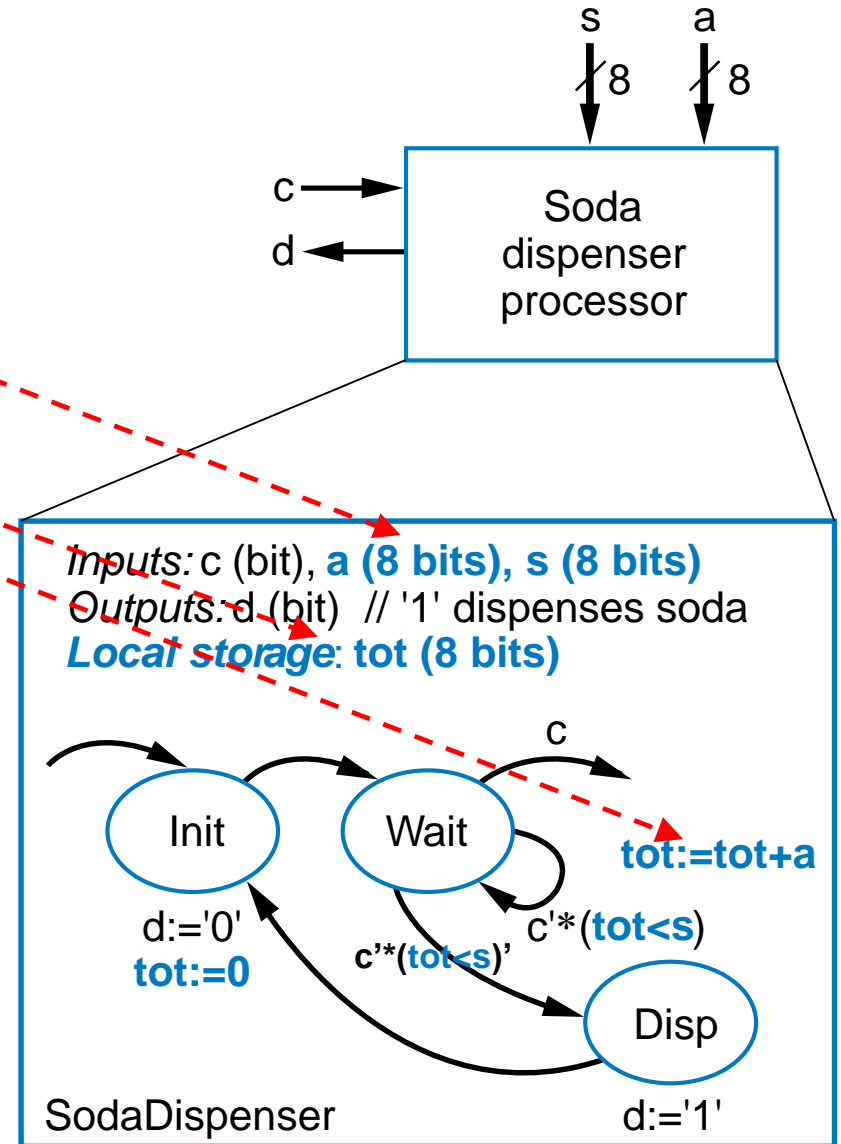 s a
8 8
c
d
Soda
dispenser
processor
Inputs: c (bit), a (8 bits), s (8 bits)
Outputs: d (bit) // '1' dispenses soda
Local storage: tot (8 bits)
c
Init
Wait
tot:=tot+a
d:='0'
tot:=0
c'*(tot<s)
c’*(tot<s)’
Disp
SodaDispenser
d:='1'